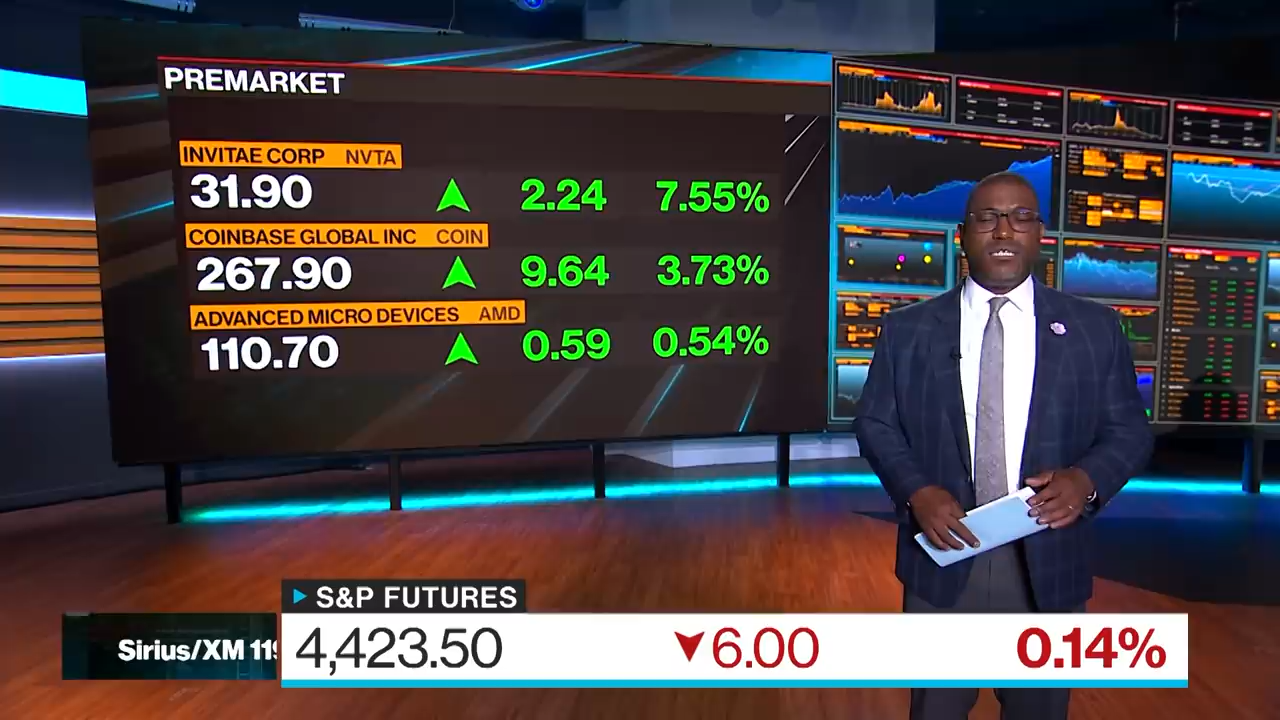 PREMARKET
INVITAE CORP NVTA
31.90 ▲ 2.24 7.55%
COINBASE GLOBAL INC COIN
267.90 ▲ 9.64 3.73%
ADVANCED MICRO DEVICES AMD
110.70 ▲ 0.59 0.54%
S&P FUTURES
Sirius/XM 119
4,423.50 ▼6.00 0.14%